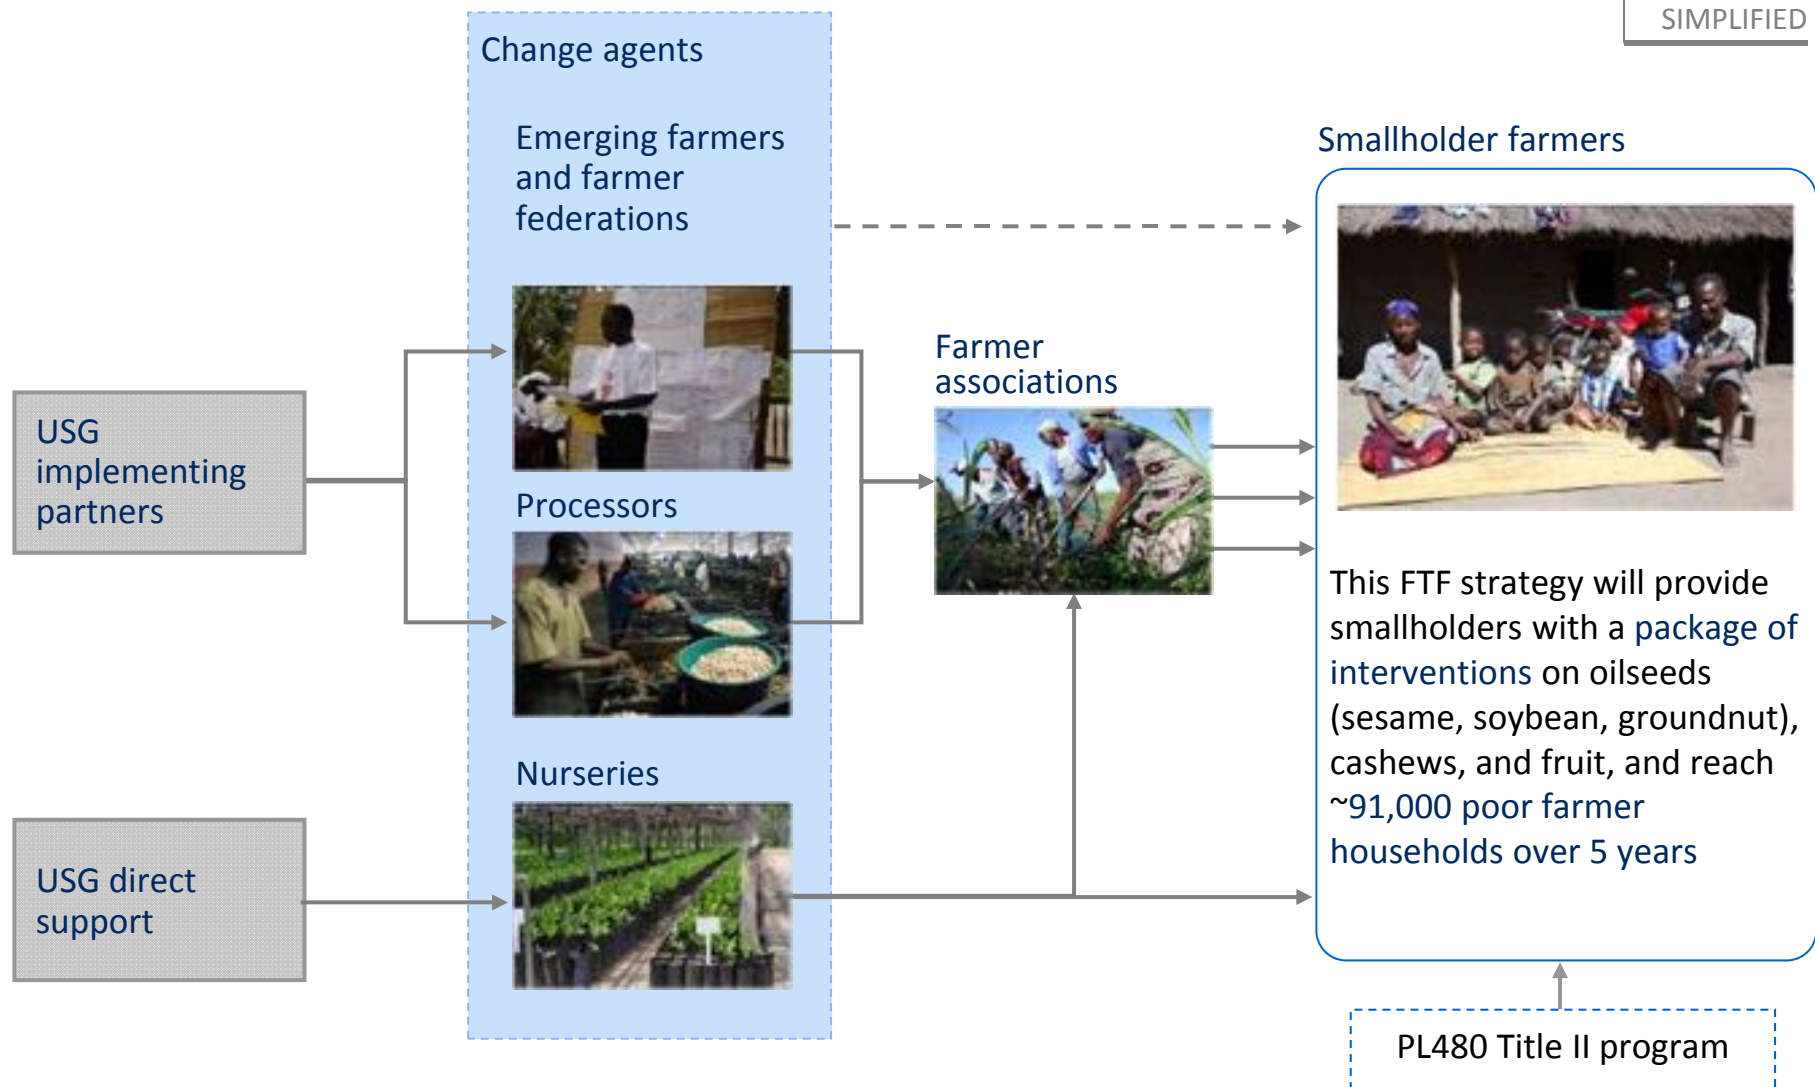 SIMPLIFIED
Change agents
Emerging farmers
and farmer
federations
Smallholder farmers
Farmer
associations
USG
implementing
partners
Processors
This FTF strategy will provide
smallholders with a package of
interventions on oilseeds
(sesame, soybean, groundnut),
cashews, and fruit, and reach
~91,000 poor farmer
households over 5 years
Nurseries
USG direct
support
PL480 Title II program